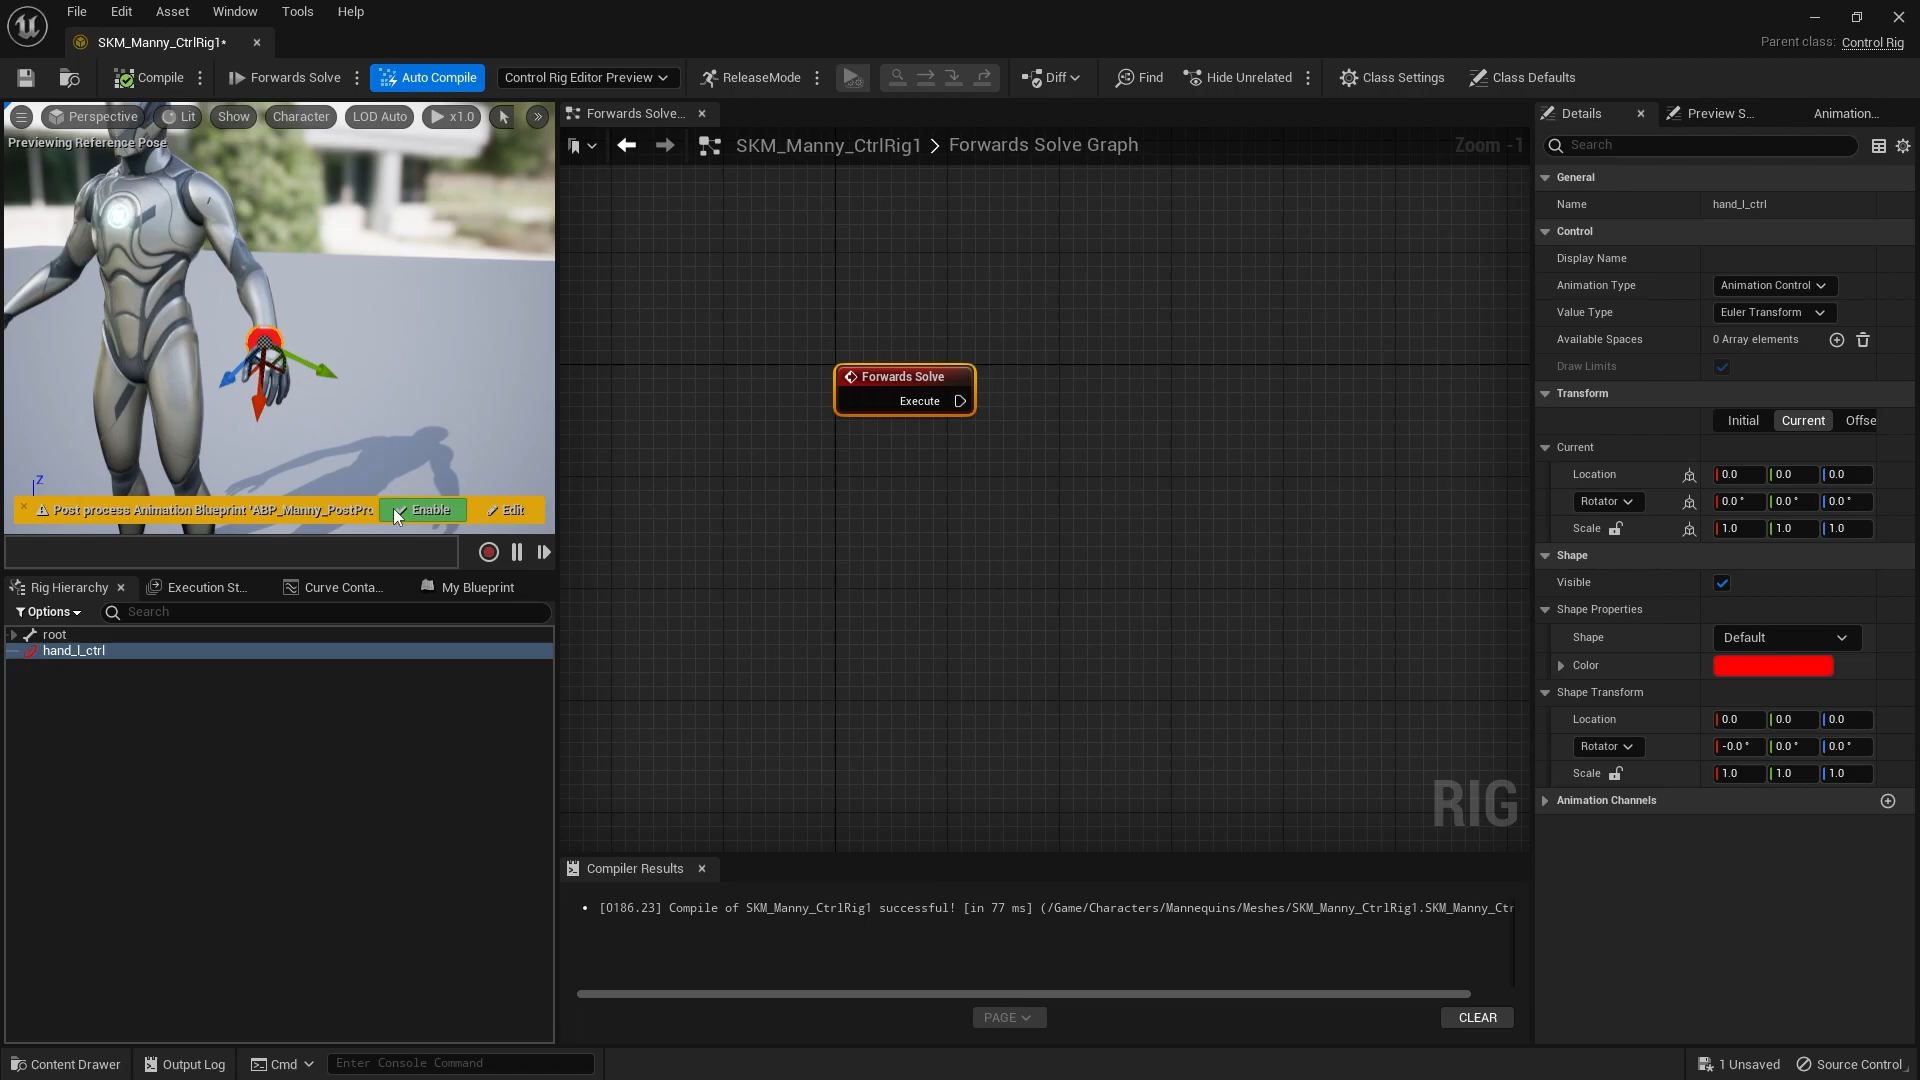 File Edit Asset Window Tools Help
SKM_Manny_CtrlRig1*
Parent class: Control Rig
Compile Forwards Solve Auto Compile Control Rig Editor Preview ReleaseMode Diff Find Hide Unrelated Class Settings Class Defaults
Perspective Lit Show Character LOD Auto x1.0
Previewing Reference Pose
Z
Post process Animation Blueprint 'ABP_Manny_PostPro Enable Edit
Rig Hierarchy Execution St... Curve Conta... My Blueprint
Options Search
root
hand_l_ctrl
Forwards Solve...
SKM_Manny_CtrlRig1 > Forwards Solve Graph
Zoom -1
Forwards Solve
Execute
RIG
Compiler Results
[0186.23] Compile of SKM_Manny_CtrlRig1 successful! [in 77 ms] (/Game/Characters/Mannequins/Meshes/SKM_Manny_CtrlRig1.SKM_Manny_Ctr
PAGE
CLEAR
Details Preview S... Animation...
Search
General
Name hand_l_ctrl
Control
Display Name
Animation Type Animation Control
Value Type Euler Transform
Available Spaces 0 Array elements
Draw Limits
Transform
Initial Current Offse
Current
Location 0.0 0.0 0.0
Rotator 0.0 ° 0.0 ° 0.0 °
Scale 1.0 1.0 1.0
Shape
Visible
Shape Properties
Shape Default
Color
Shape Transform
Location 0.0 0.0 0.0
Rotator -0.0 ° 0.0 ° 0.0 °
Scale 1.0 1.0 1.0
Animation Channels
Content Drawer Output Log Cmd Enter Console Command
1 Unsaved Source Control